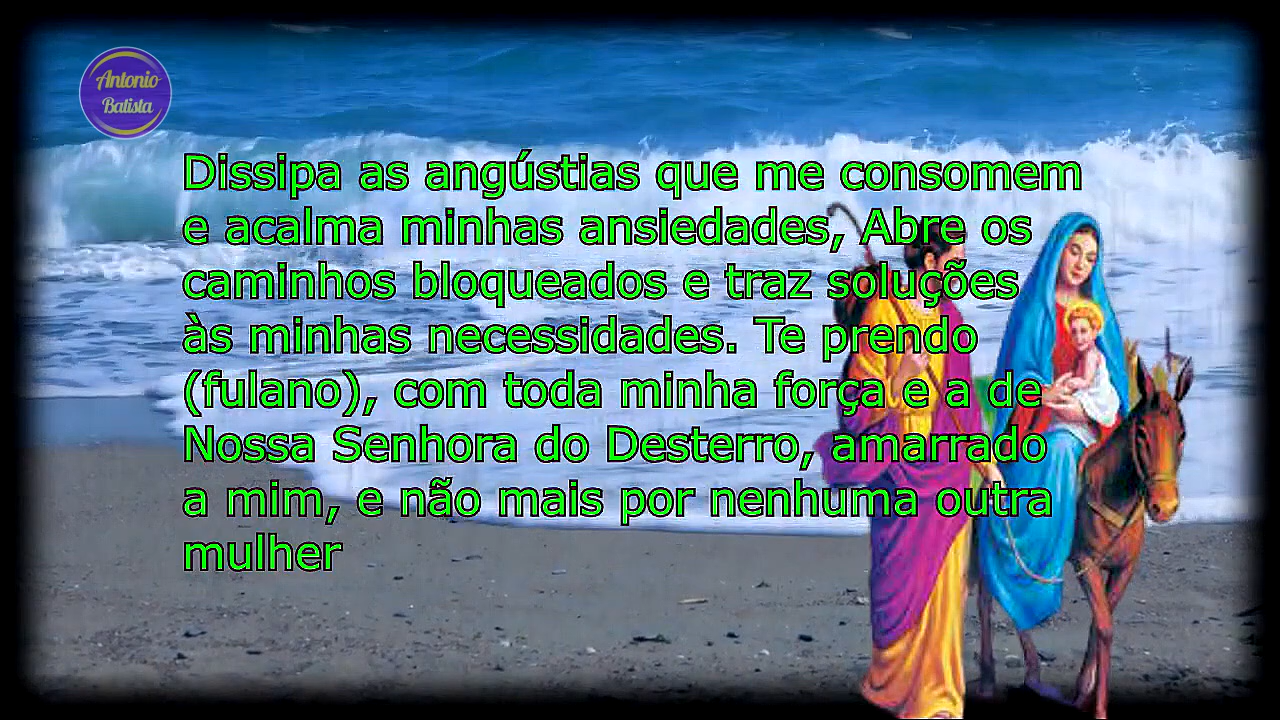 Antonio
Batista
Dissipa as angústias que me consomem
e acalma minhas ansiedades, Abre os
caminhos bloqueados e traz soluções
às minhas necessidades. Te prendo
(fulano), com toda minha força e a de
Nossa Senhora do Desterro, amarrado
a mim, e não mais por nenhuma outra
mulher